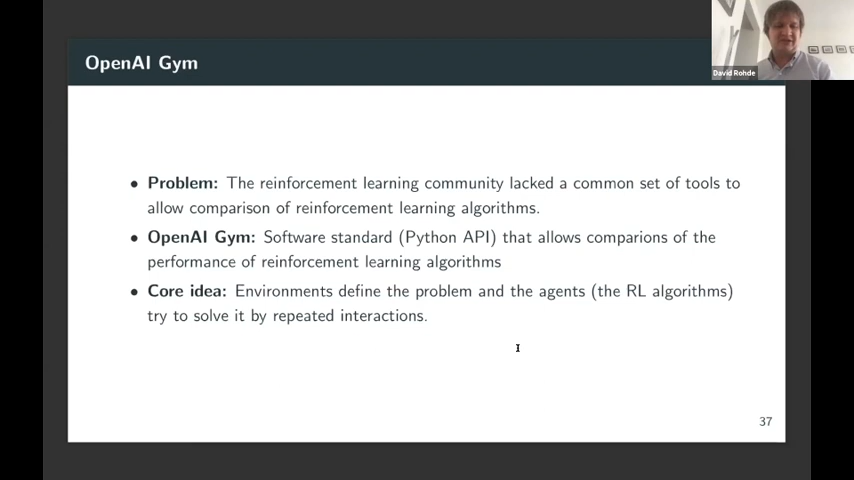 OpenAI Gym
David Rohde
• Problem: The reinforcement learning community lacked a common set of tools to
allow comparison of reinforcement learning algorithms.
• OpenAI Gym: Software standard (Python API) that allows comparions of the
performance of reinforcement learning algorithms
• Core idea: Environments define the problem and the agents (the RL algorithms)
try to solve it by repeated interactions.
37